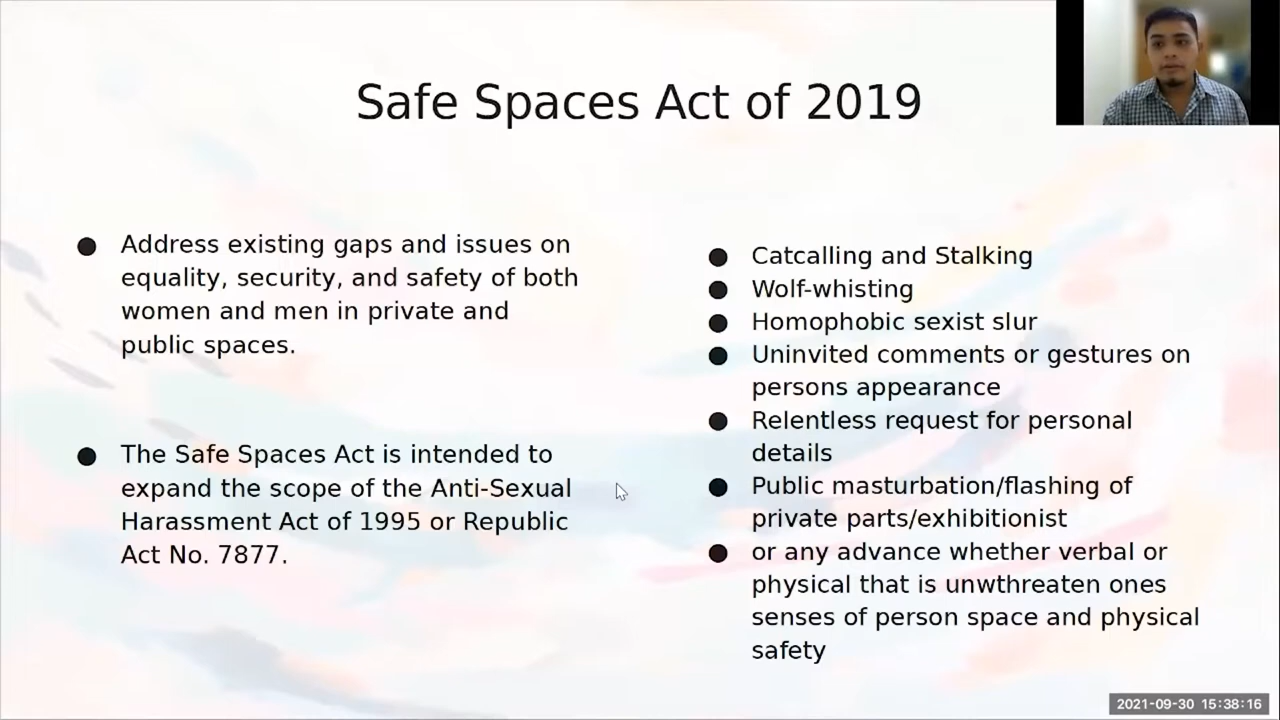 Safe Spaces Act of 2019
● Address existing gaps and issues on
equality, security, and safety of both
women and men in private and
public spaces.
● The Safe Spaces Act is intended to
expand the scope of the Anti-Sexual
Harassment Act of 1995 or Republic
Act No. 7877.
● Catcalling and Stalking
● Wolf-whisting
● Homophobic sexist slur
● Uninvited comments or gestures on
persons appearance
● Relentless request for personal
details
● Public masturbation/flashing of
private parts/exhibitionist
● or any advance whether verbal or
physical that is unwthreaten ones
senses of person space and physical
safety
2021-09-30 15:38:16